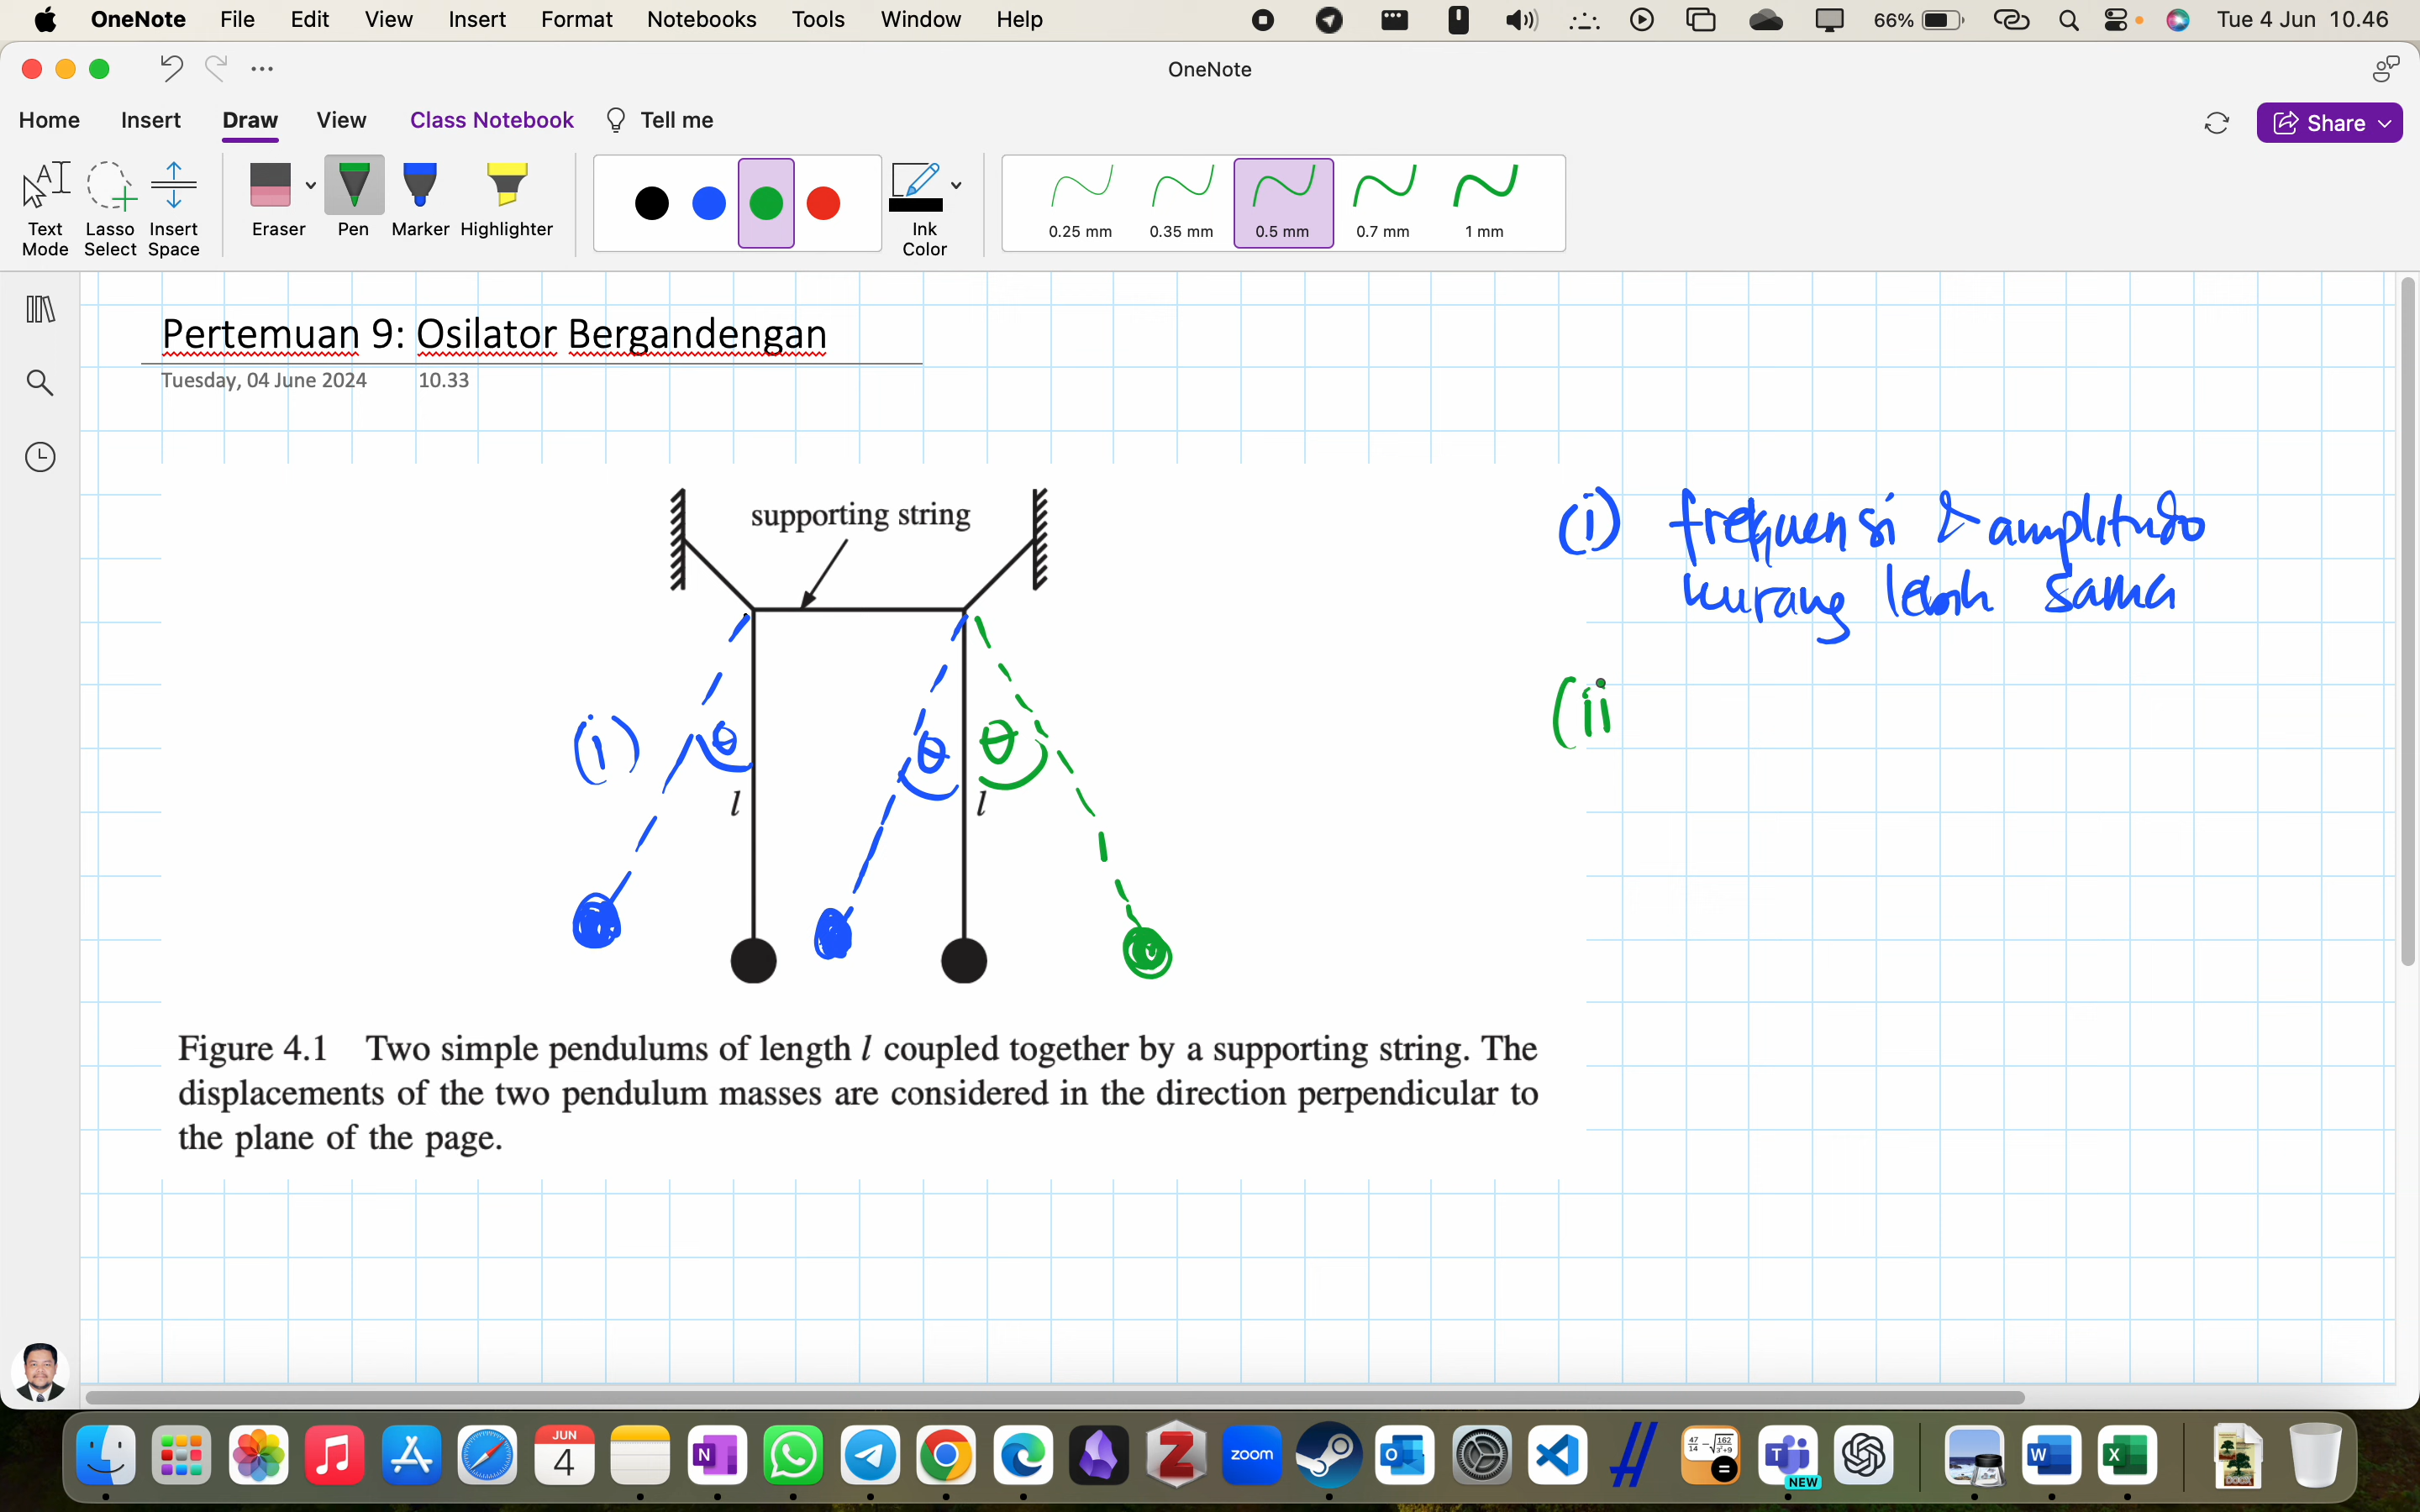 OneNote File Edit View Insert Format Notebooks Tools Window Help 66% Tue 4 Jun 10.46
OneNote
Home Insert Draw View Class Notebook Tell me Share
Text Mode Lasso Select Insert Space Eraser Pen Marker Highlighter Ink Color 0.25 mm 0.35 mm 0.5 mm 0.7 mm 1 mm
Pertemuan 9: Osilator Bergandengan
Tuesday, 04 June 2024 10.33
supporting string
(i) frequensi & amplitudo
kurang lebih sama
(ii
(i) θ θ θ
l l
Figure 4.1 Two simple pendulums of length l coupled together by a supporting string. The
displacements of the two pendulum masses are considered in the direction perpendicular to
the plane of the page.
JUN
4
N
zoom
O
T
NEW
W
X
DOCX